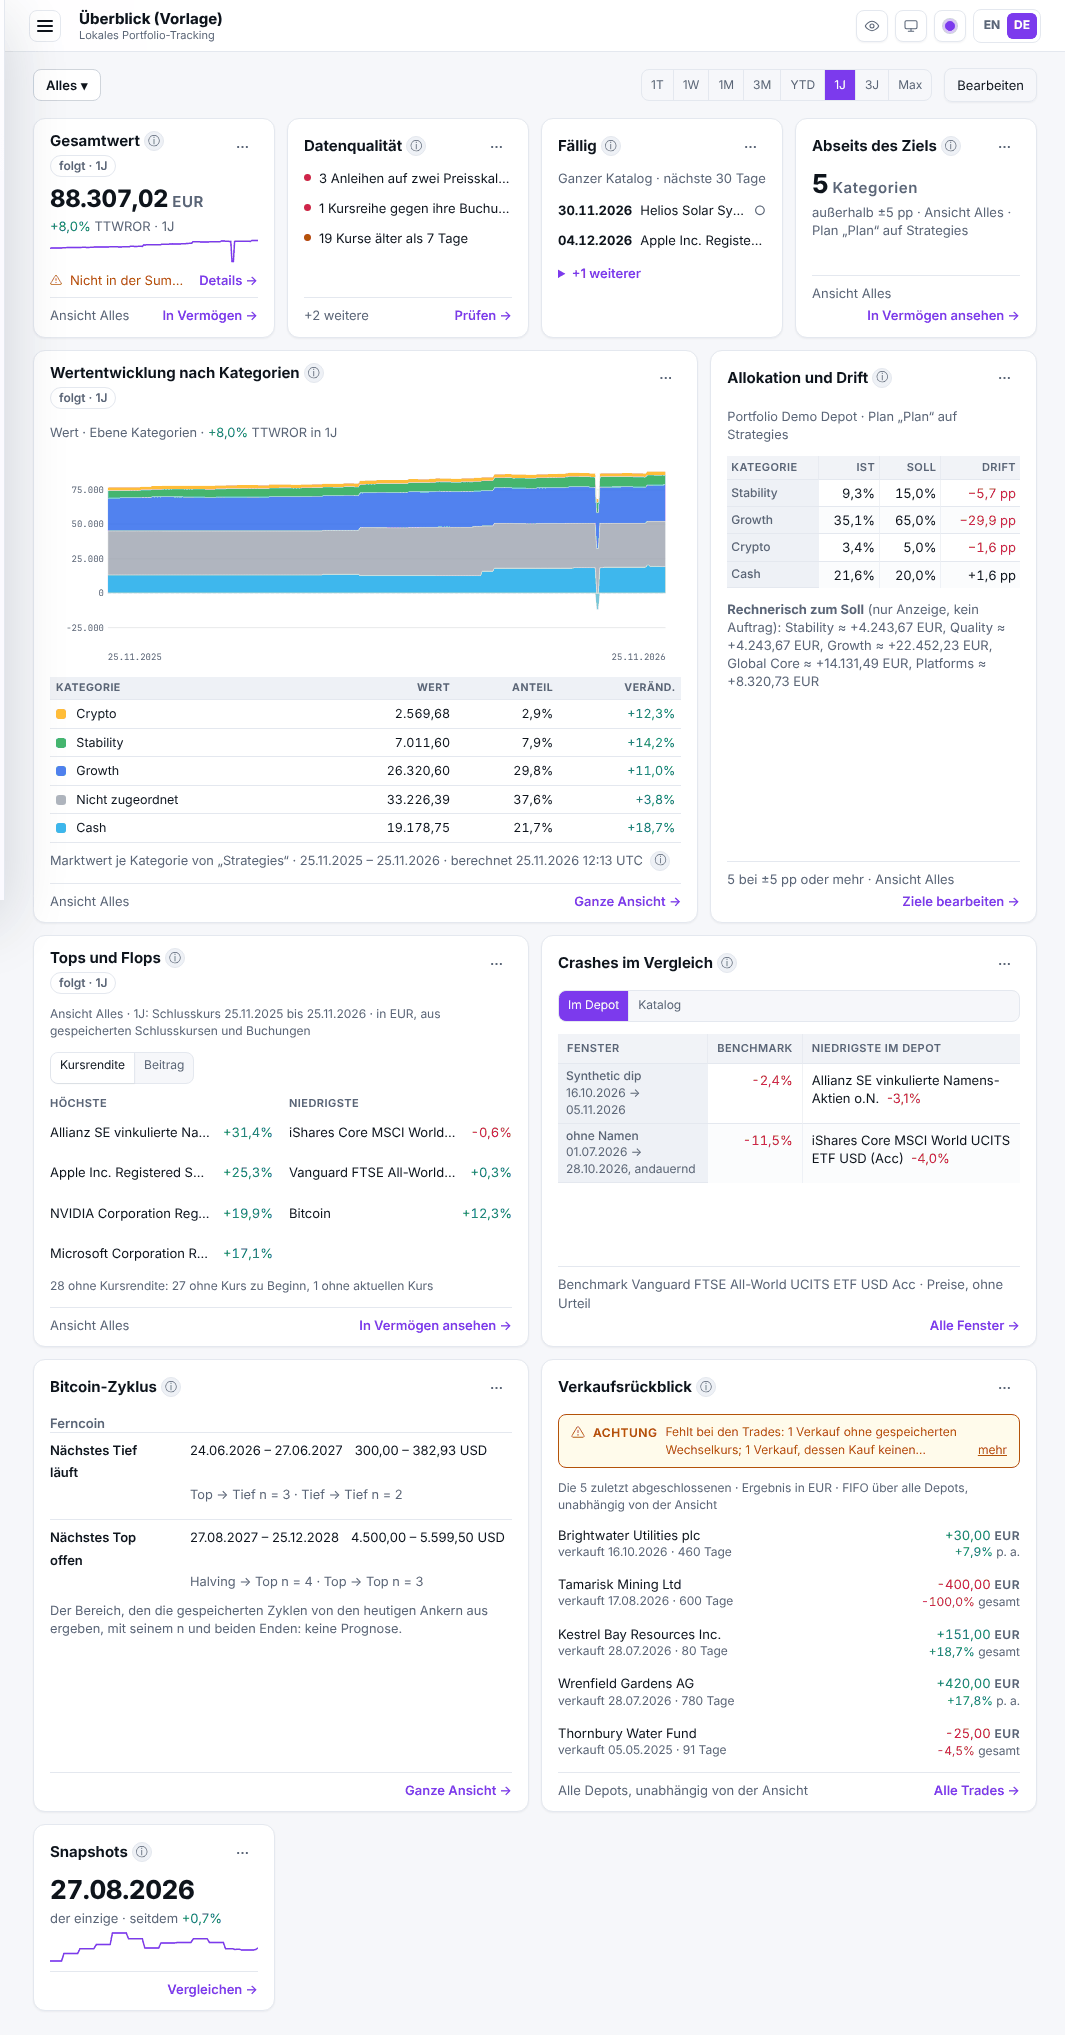 Überblick (Vorlage)
Lokales Portfolio-Tracking
EN DE
Alles ▾
1T 1W 1M 3M YTD 1J 3J Max
Bearbeiten
Gesamtwert ⓘ ...
folgt · 1J
88.307,02 EUR
+8,0% TTWROR · 1J
⚠ Nicht in der Sum... Details →
Ansicht Alles In Vermögen →
Datenqualität ⓘ ...
3 Anleihen auf zwei Preisskal...
1 Kursreihe gegen ihre Buchu...
19 Kurse älter als 7 Tage
+2 weitere Prüfen →
Fällig ⓘ ...
Ganzer Katalog · nächste 30 Tage
30.11.2026 Helios Solar Sy...
04.12.2026 Apple Inc. Registe...
▶ +1 weiterer
Abseits des Ziels ⓘ ...
5 Kategorien
außerhalb ±5 pp · Ansicht Alles ·
Plan „Plan“ auf Strategies
Ansicht Alles
In Vermögen ansehen →
Wertentwicklung nach Kategorien ⓘ ...
folgt · 1J
Wert · Ebene Kategorien · +8,0% TTWROR in 1J
75.000
50.000
25.000
0
-25.000
25.11.2025 25.11.2026
KATEGORIE WERT ANTEIL VERÄND.
Crypto 2.569,68 2,9% +12,3%
Stability 7.011,60 7,9% +14,2%
Growth 26.320,60 29,8% +11,0%
Nicht zugeordnet 33.226,39 37,6% +3,8%
Cash 19.178,75 21,7% +18,7%
Marktwert je Kategorie von „Strategies“ · 25.11.2025 – 25.11.2026 · berechnet 25.11.2026 12:13 UTC ⓘ
Ansicht Alles Ganze Ansicht →
Allokation und Drift ⓘ ...
Portfolio Demo Depot · Plan „Plan“ auf
Strategies
KATEGORIE IST SOLL DRIFT
Stability 9,3% 15,0% −5,7 pp
Growth 35,1% 65,0% −29,9 pp
Crypto 3,4% 5,0% −1,6 pp
Cash 21,6% 20,0% +1,6 pp
Rechnerisch zum Soll (nur Anzeige, kein
Auftrag): Stability ≈ +4.243,67 EUR, Quality ≈
+4.243,67 EUR, Growth ≈ +22.452,23 EUR,
Global Core ≈ +14.131,49 EUR, Platforms ≈
+8.320,73 EUR
5 bei ±5 pp oder mehr · Ansicht Alles
Ziele bearbeiten →
Tops und Flops ⓘ ...
folgt · 1J
Ansicht Alles · 1J: Schlusskurs 25.11.2025 bis 25.11.2026 · in EUR, aus
gespeicherten Schlusskursen und Buchungen
Kursrendite Beitrag
HÖCHSTE NIEDRIGSTE
Allianz SE vinkulierte Na... +31,4% iShares Core MSCI World... -0,6%
Apple Inc. Registered S... +25,3% Vanguard FTSE All-World... +0,3%
NVIDIA Corporation Reg... +19,9% Bitcoin +12,3%
Microsoft Corporation R... +17,1%
28 ohne Kursrendite: 27 ohne Kurs zu Beginn, 1 ohne aktuellen Kurs
Ansicht Alles In Vermögen ansehen →
Crashes im Vergleich ⓘ ...
Im Depot Katalog
FENSTER BENCHMARK NIEDRIGSTE IM DEPOT
Synthetic dip
16.10.2026 →
05.11.2026
-2,4%
Allianz SE vinkulierte Namens-
Aktien o.N. -3,1%
ohne Namen
01.07.2026 →
28.10.2026, andauernd
-11,5%
iShares Core MSCI World UCITS
ETF USD (Acc) -4,0%
Benchmark Vanguard FTSE All-World UCITS ETF USD Acc · Preise, ohne
Urteil
Alle Fenster →
Bitcoin-Zyklus ⓘ ...
Ferncoin
Nächstes Tief 24.06.2026 – 27.06.2027 300,00 – 382,93 USD
läuft
Top → Tief n = 3 · Tief → Tief n = 2
Nächstes Top 27.08.2027 – 25.12.2028 4.500,00 – 5.599,50 USD
offen
Halving → Top n = 4 · Top → Top n = 3
Der Bereich, den die gespeicherten Zyklen von den heutigen Ankern aus
ergeben, mit seinem n und beiden Enden: keine Prognose.
Ganze Ansicht →
Verkaufsrückblick ⓘ ...
⚠ ACHTUNG Fehlt bei den Trades: 1 Verkauf ohne gespeicherten
Wechselkurs; 1 Verkauf, dessen Kauf keinen... mehr
Die 5 zuletzt abgeschlossenen · Ergebnis in EUR · FIFO über alle Depots,
unabhängig von der Ansicht
Brightwater Utilities plc +30,00 EUR
verkauft 16.10.2026 · 460 Tage +7,9% p. a.
Tamarisk Mining Ltd -400,00 EUR
verkauft 17.08.2026 · 600 Tage -100,0% gesamt
Kestrel Bay Resources Inc. +151,00 EUR
verkauft 28.07.2026 · 80 Tage +18,7% gesamt
Wrenfield Gardens AG +420,00 EUR
verkauft 28.07.2026 · 780 Tage +17,8% p. a.
Thornbury Water Fund -25,00 EUR
verkauft 05.05.2025 · 91 Tage -4,5% gesamt
Alle Depots, unabhängig von der Ansicht Alle Trades →
Snapshots ⓘ ...
27.08.2026
der einzige · seitdem +0,7%
Vergleichen →